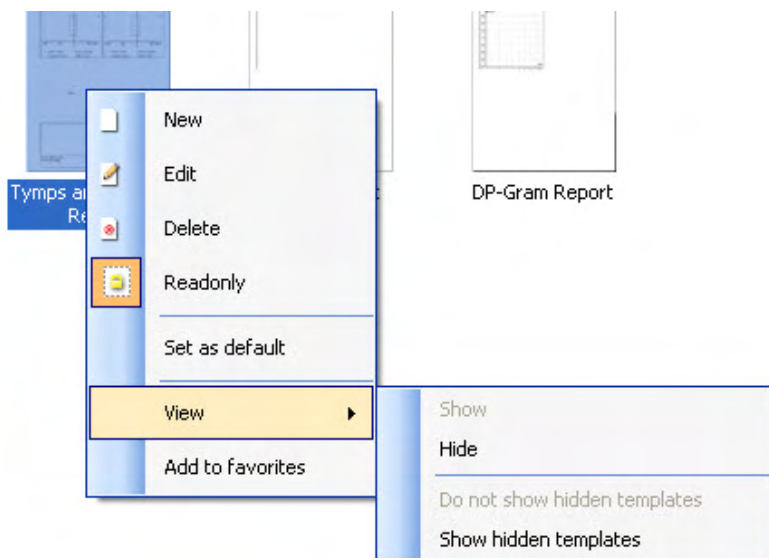 New
Edit
Tymps a
Re
DP-Gram Report
Delete
Readonly
Set as default
View
Show
Hide
Add to favorites
Do not show hidden templates
Show hidden templates